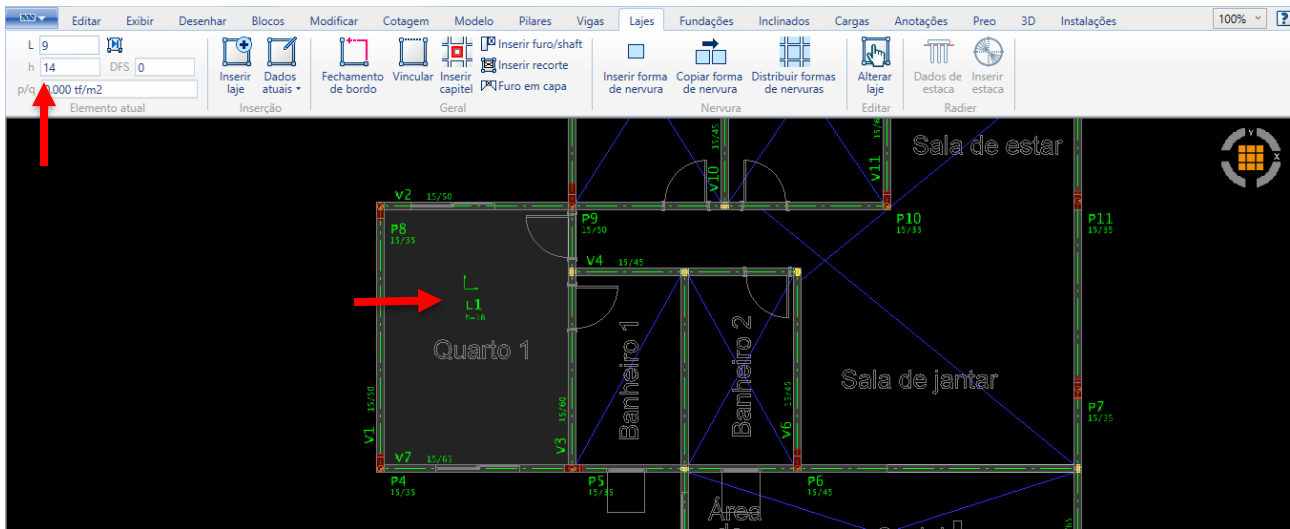 Editar Exibir Desenhar Blocos Modificar Cotagem Modelo Pilares Vigas Lajes Fundações Inclinados Cargas Anotações Preo 3D Instalações 100% ?
L 9
h 14 DFS 0
p/q 0.000 tf/m2
Elemento atual
Inserir laje
Dados atuais
Inserção
Fechamento de bordo
Vincular
Inserir capitel
Inserir furo/shaft
Inserir recorte
Furo em capa
Geral
Inserir forma de nervura
Copiar forma de nervura
Distribuir formas de nervuras
Nervura
Alterar laje
Editar
Dados de estaca
Inserir estaca
Radier
15/45
V10
V11
Sala de estar
Y
X
V2 15/50
P8
15/35
P9
15/50
P10
15/35
P11
15/35
V4 15/45
L1
h=16
Quarto 1
Banheiro 1
Banheiro 2
Sala de jantar
15/50
V1
15/60
V3
15/45
V6
P7
15/35
V7 15/65
P4
15/35
P5
15/35
P6
15/45
Área